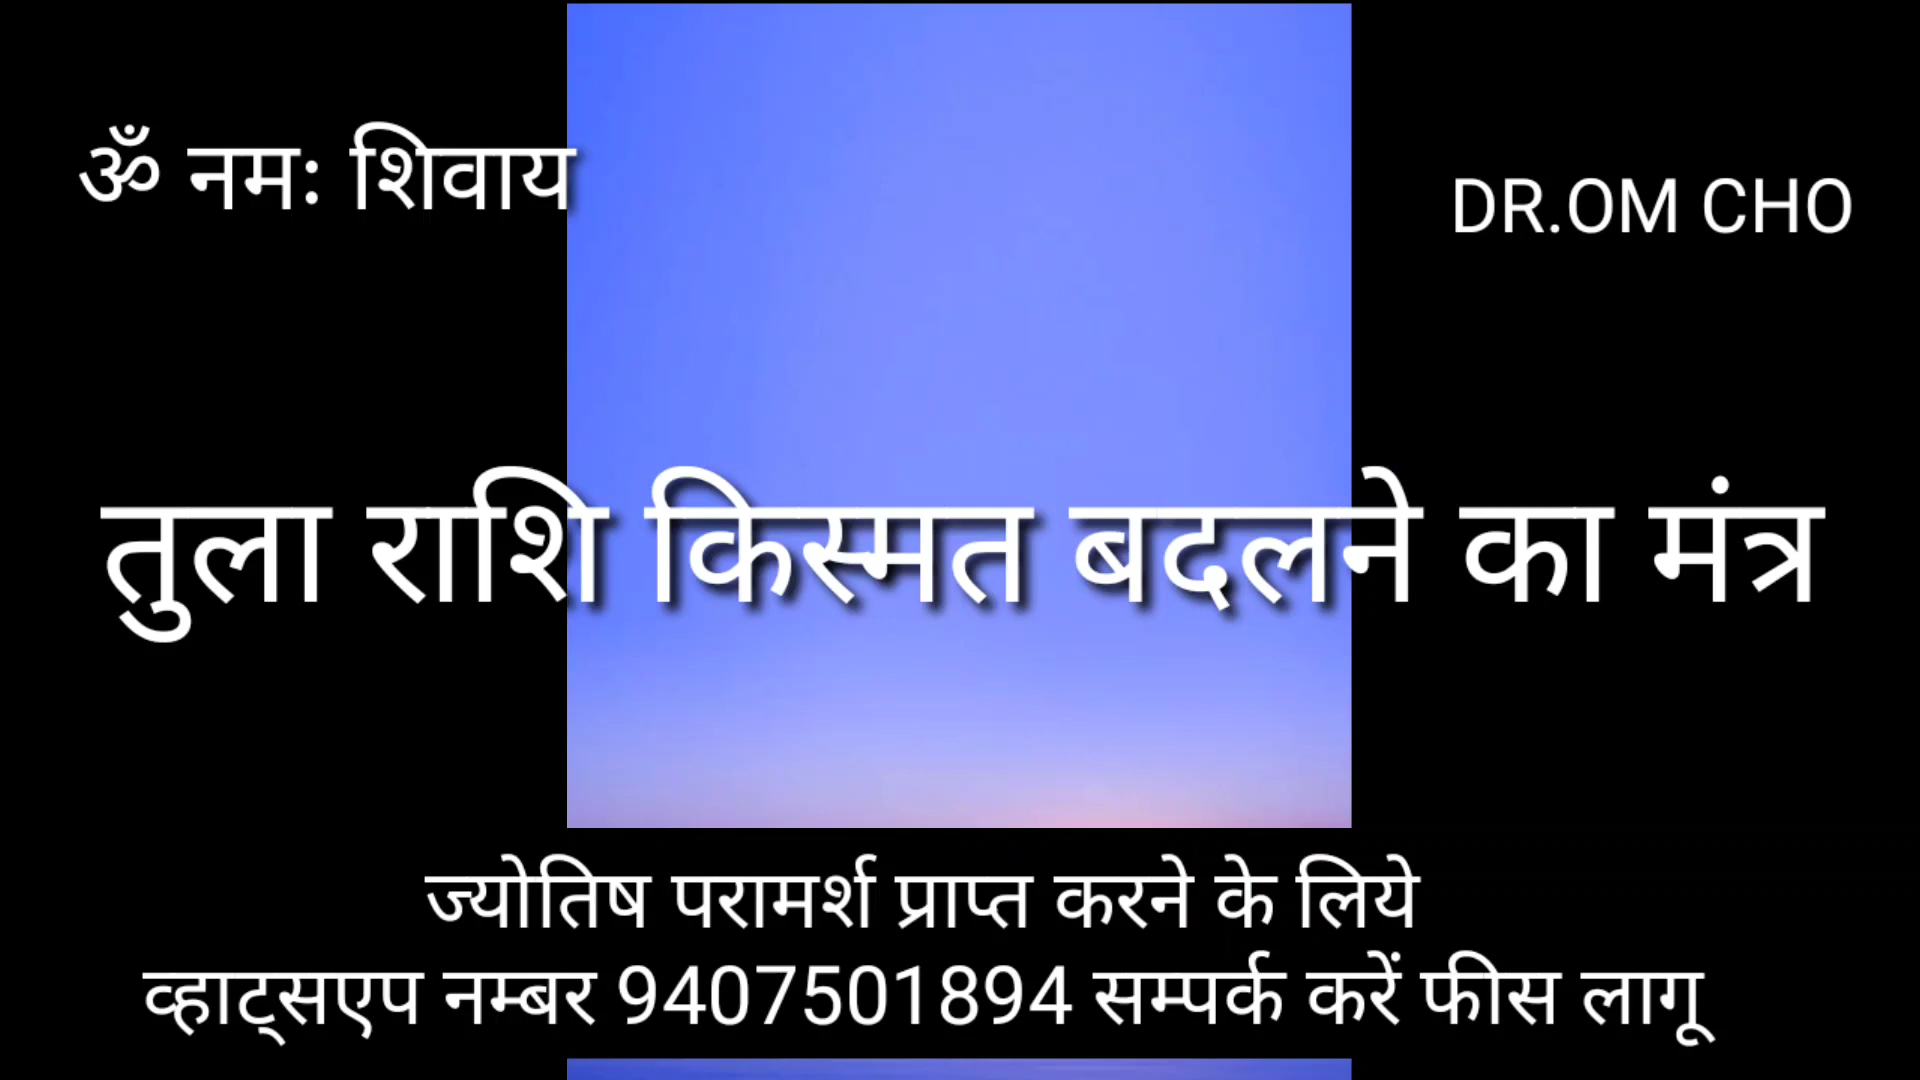 ॐ नमः शिवाय
DR.OM CHO
तुला राशि किस्मत बदलने का मंत्र
ज्योतिष परामर्श प्राप्त करने के लिये
व्हाट्सएप नम्बर 9407501894 सम्पर्क करें फीस लागू